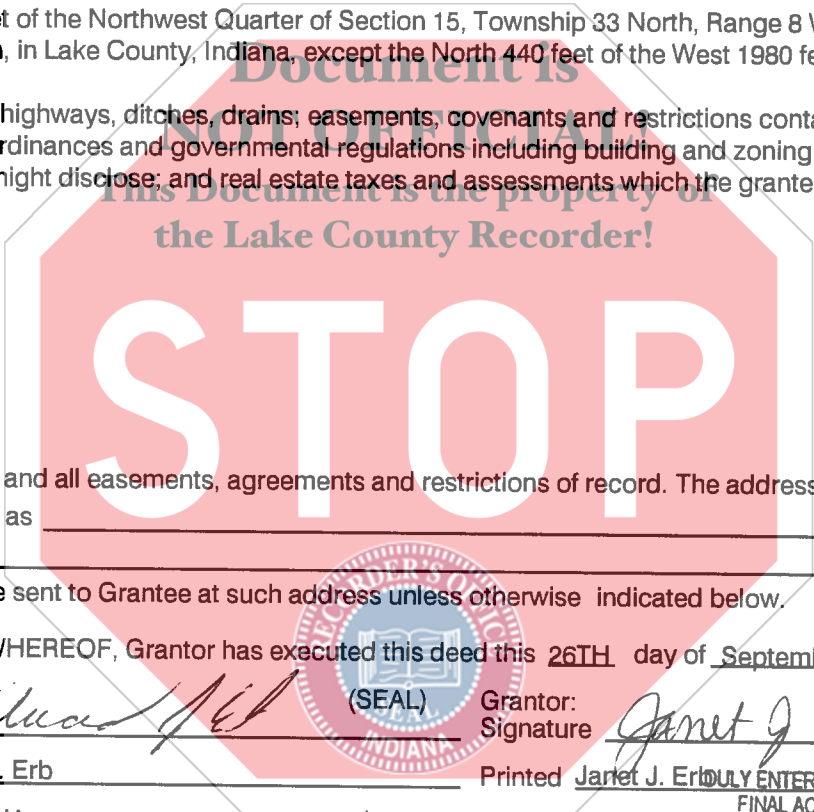 t of the Northwest Quarter of Section 15, Township 33 North, Range 8 W
, in Lake County, Indiana, except the North 440 feet of the West 1980 fe
Document is
highways, ditches, drains; easements, covenants and restrictions conta
NOT OFFICIAL!
rdinances and governmental regulations including building and zoning
night disclose; and real estate taxes and assessments which the grante
This Document is the property of
the Lake County Recorder!
STOP
and all easements, agreements and restrictions of record. The address
as
e sent to Grantee at such address unless otherwise indicated below.
RECORDER'S OFFICE
WHEREOF, Grantor has executed this deed this 26TH day of Septemb
(SEAL) Grantor:
Signature Janet J
SEAL
INDIANA
. Erb Printed Janet J. Erb DULY ENTER
FINAL AC